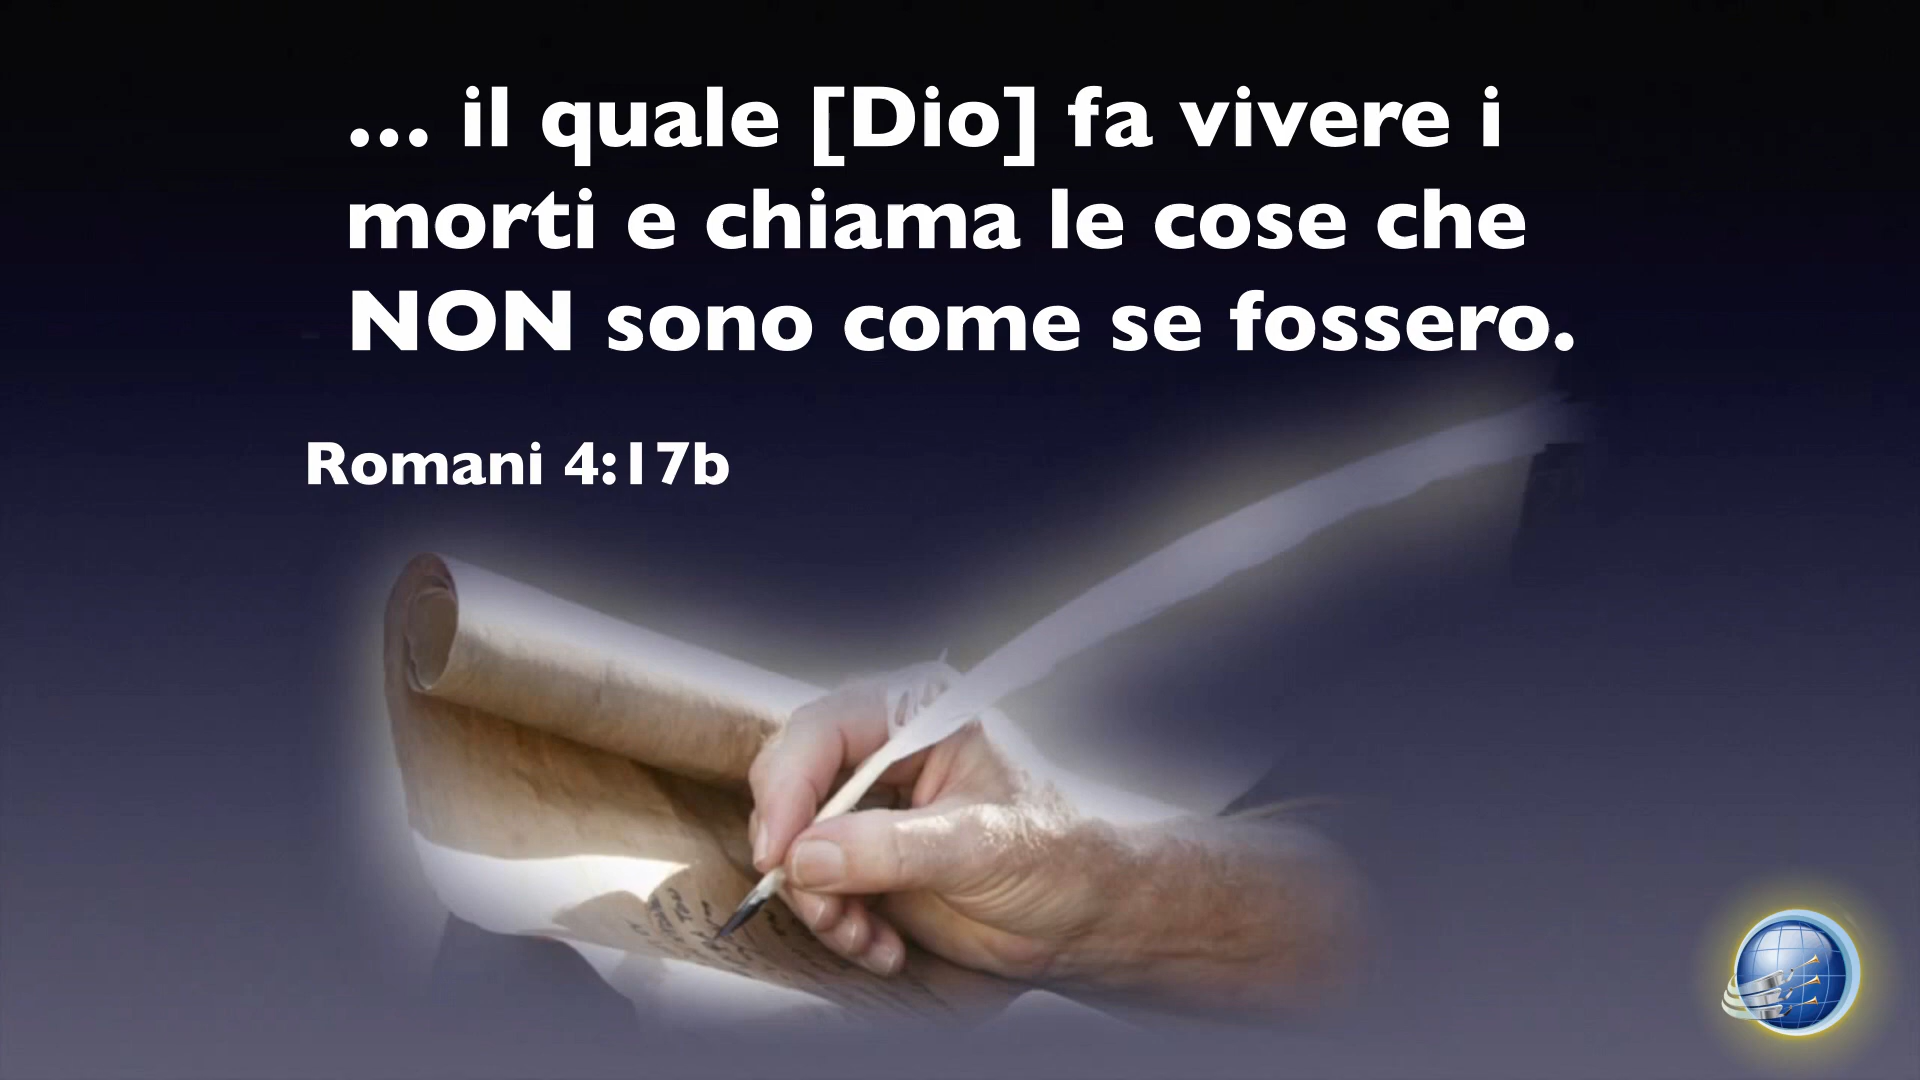 ... il quale [Dio] fa vivere i
morti e chiama le cose che
NON sono come se fossero.
Romani 4:17b